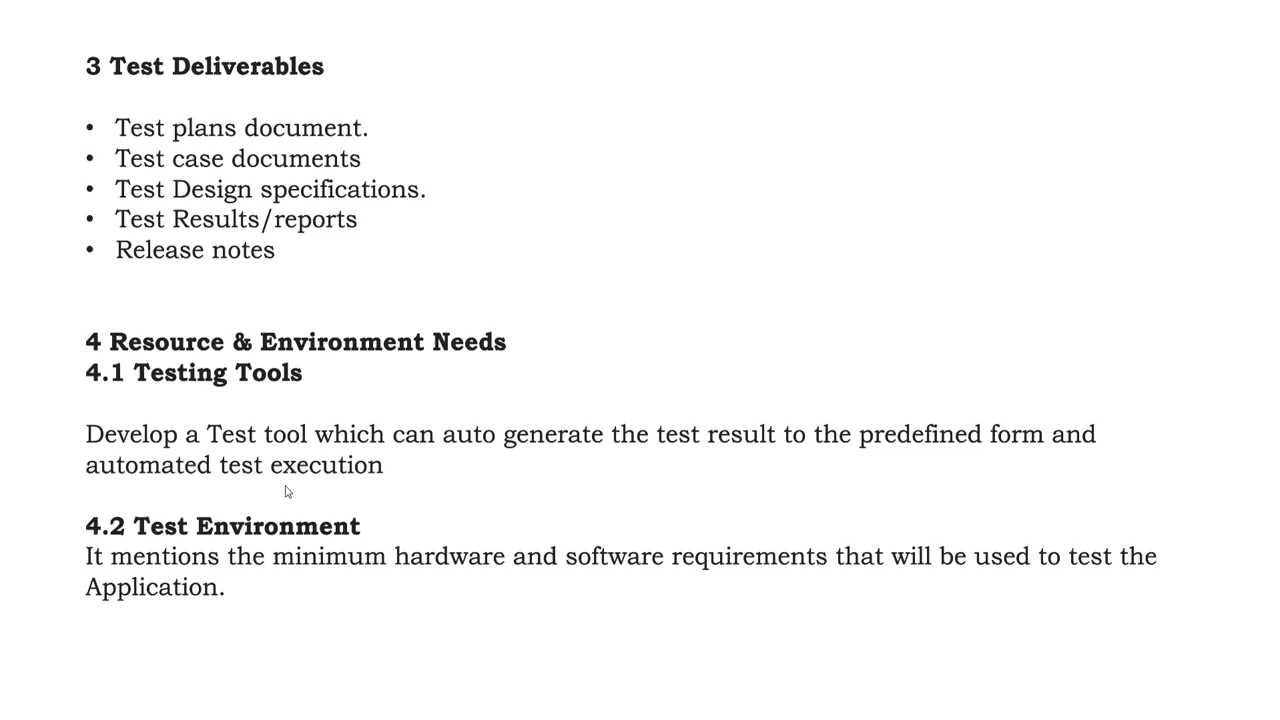 3 Test Deliverables
• Test plans document.
• Test case documents
• Test Design specifications.
• Test Results/reports
• Release notes
4 Resource & Environment Needs
4.1 Testing Tools
Develop a Test tool which can auto generate the test result to the predefined form and
automated test execution
4.2 Test Environment
It mentions the minimum hardware and software requirements that will be used to test the
Application.